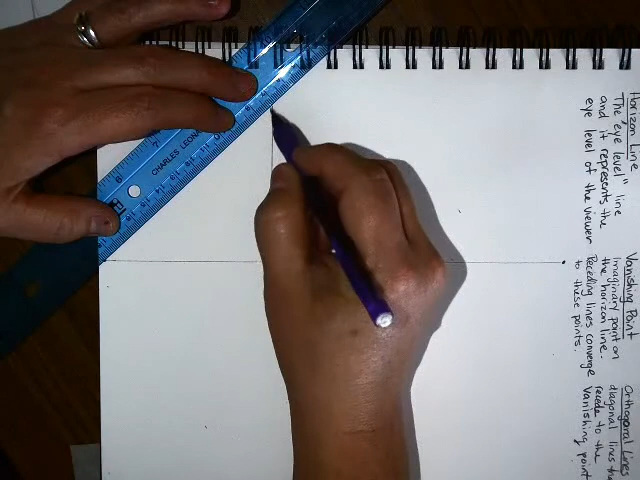 Horizon Line
The "eye level" line
and it represents the
eye level of the viewer
Vanishing Point
Imaginary point on
the horizon line.
Receding lines converge
to these points.
Orthogonal Lines
diagonal lines
recede to the
Vanishing point
CHARLES LEON